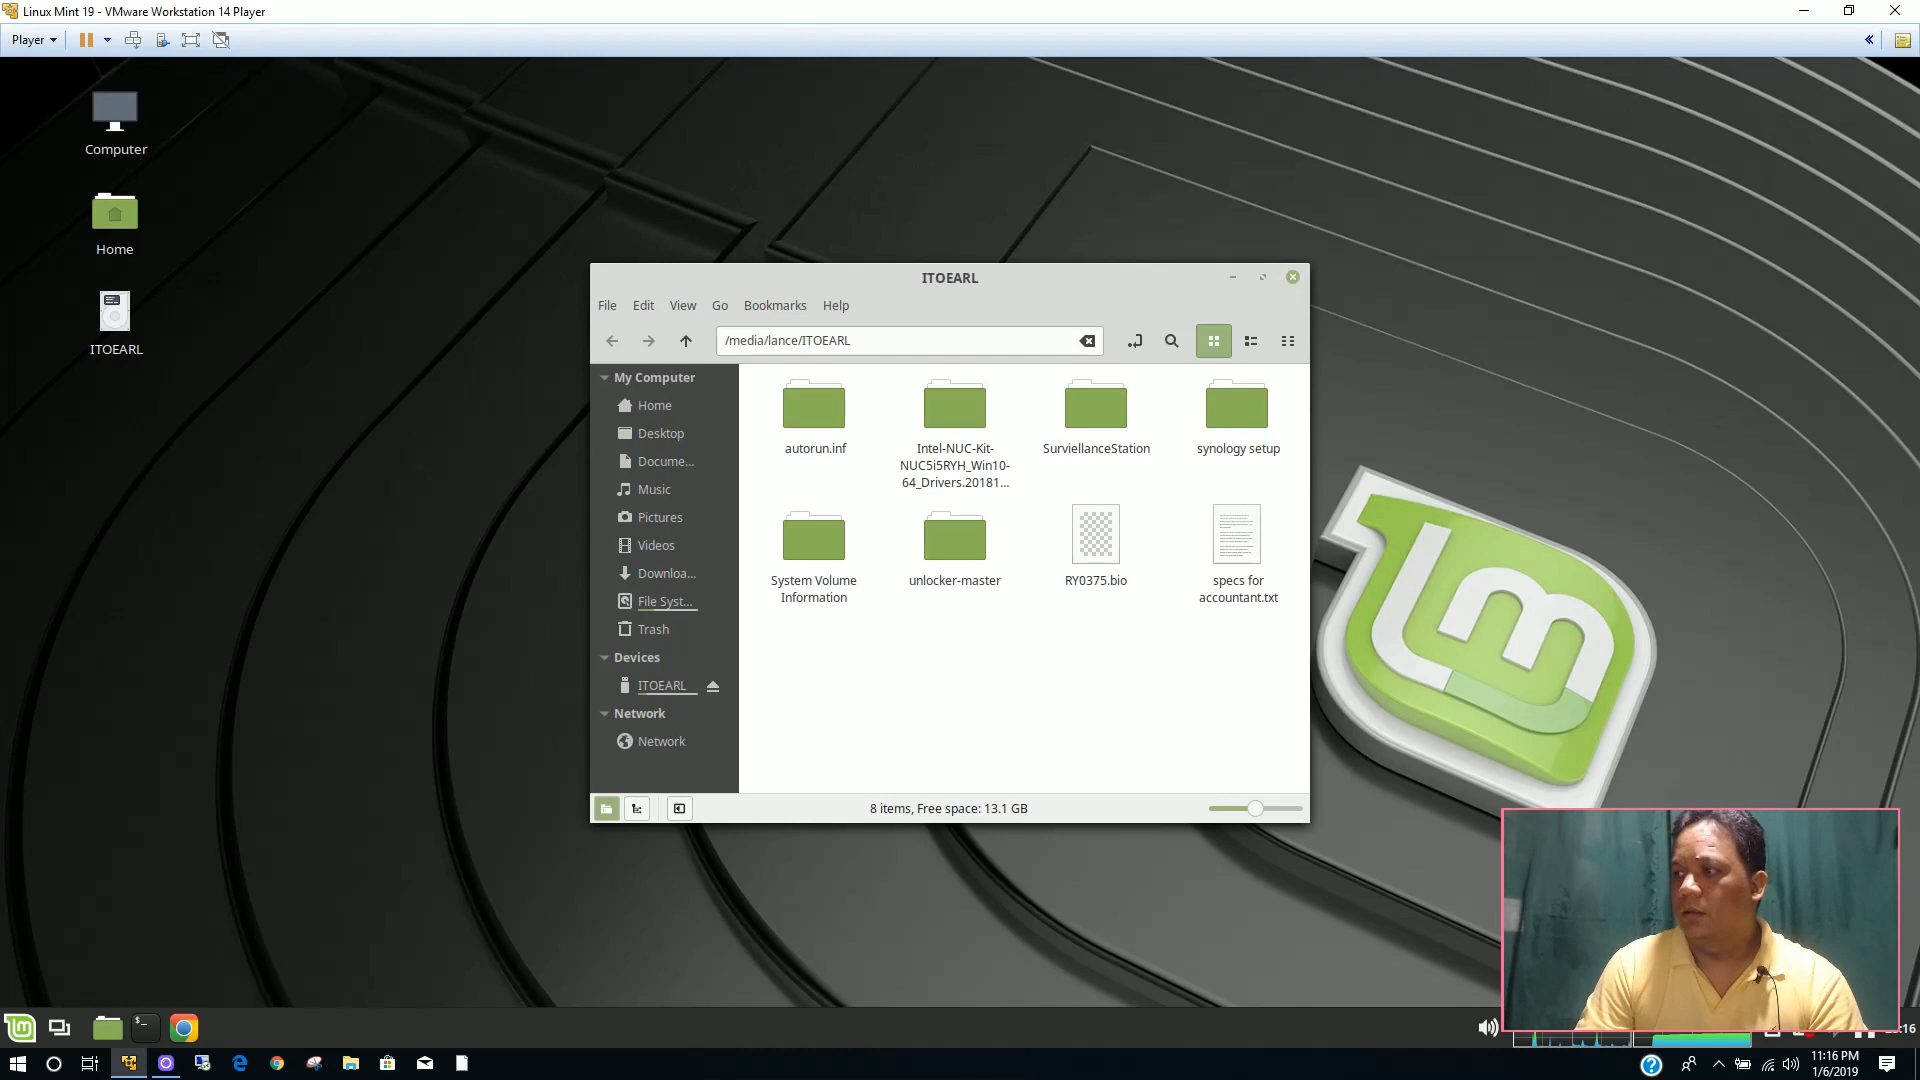 Linux Mint 19 - VMware Workstation 14 Player
Player
Computer
Home
ITOEARL
ITOEARL
File Edit View Go Bookmarks Help
/media/lance/ITOEARL
My Computer
Home
Desktop
Docume...
Music
Pictures
Videos
Downloa...
File Syst...
Trash
Devices
ITOEARL
Network
Network
autorun.inf
Intel-NUC-Kit-
NUC5i5RYH_Win10-
64_Drivers.20181...
SurviellanceStation
synology setup
System Volume
Information
unlocker-master
RY0375.bio
specs for
accountant.txt
8 items, Free space: 13.1 GB
:16
11:16 PM
1/6/2019